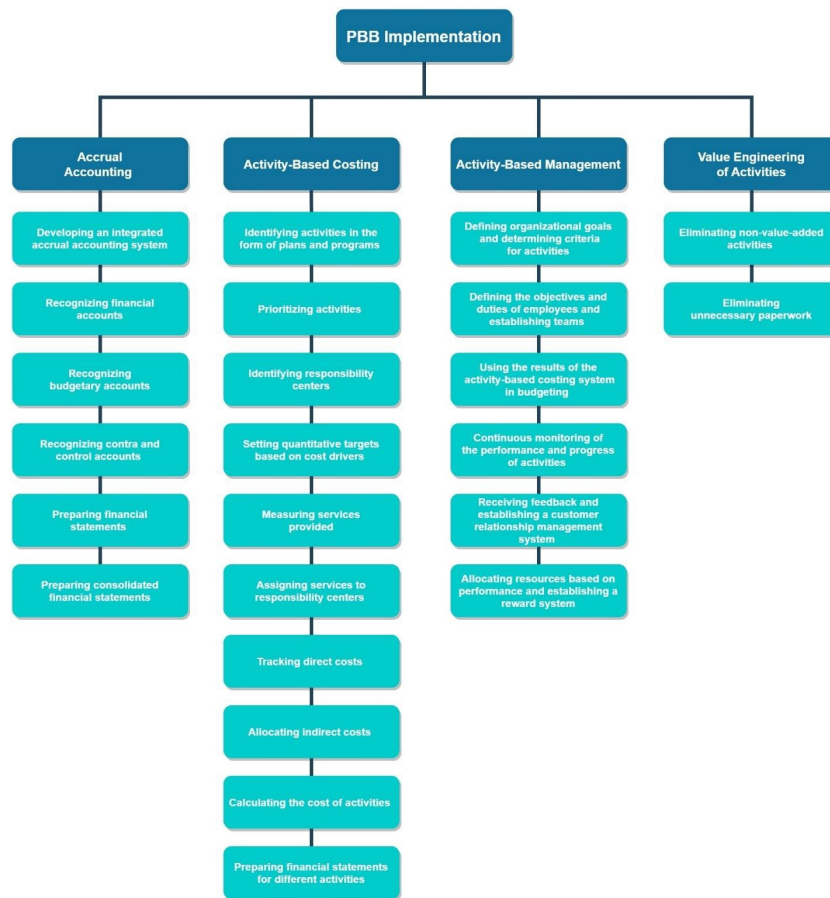 PBB Implementation
Accrual
Accounting
Developing an integrated
accrual accounting system
Recognizing financial
accounts
Recognizing
budgetary accounts
Recognizing contra and
control accounts
Preparing financial
statements
Preparing consolidated
financial statements
Activity-Based Costing
Identifying activities in the
form of plans and programs
Prioritizing activities
Identifying responsibility
centers
Setting quantitative targets
based on cost drivers
Measuring services
provided
Assigning services to
responsibility centers
Tracking direct costs
Allocating indirect costs
Calculating the cost of activities
Preparing financial statements
for different activities
Activity-Based Management
Defining organizational goals
and determining criteria
for activities
Defining the objectives and
duties of employees and
establishing teams
Using the results of the
activity-based costing system
in budgeting
Continuous monitoring of
the performance and progress
of activities
Receiving feedback and
establishing a customer
relationship management
system
Allocating resources based on
performance and establishing a
reward system
Value Engineering
of Activities
Eliminating non-value-added
activities
Eliminating
unnecessary paperwork